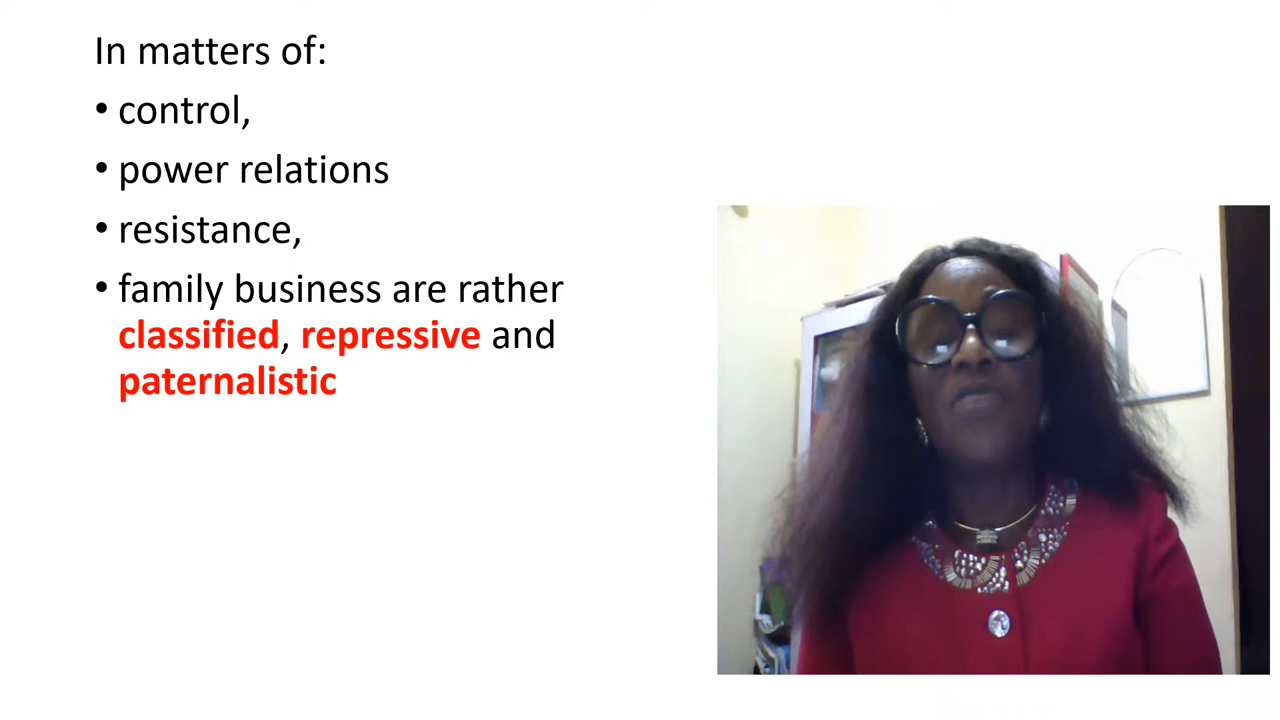 In matters of:
• control,
• power relations
• resistance,
• family business are rather
classified, repressive and
paternalistic